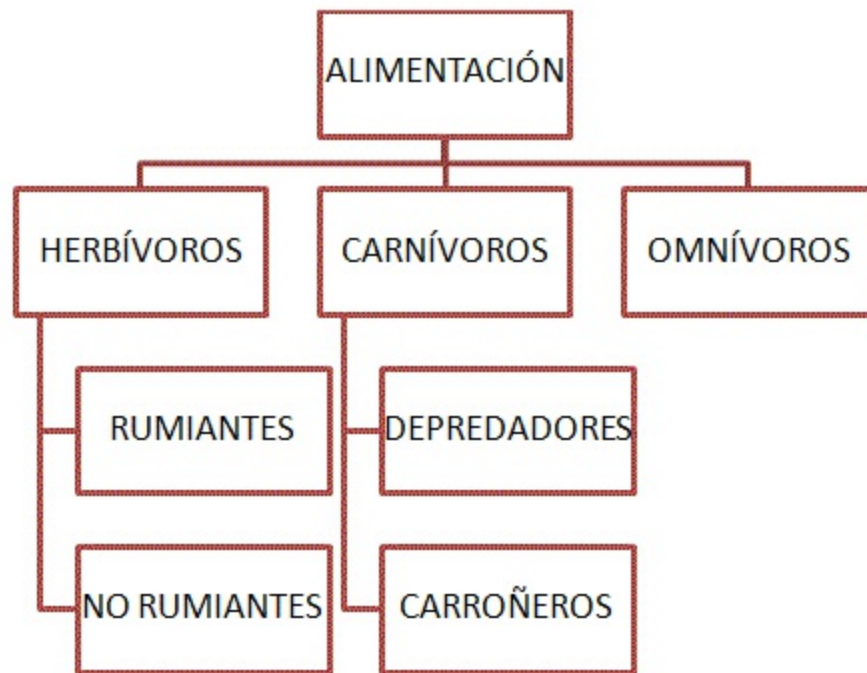 ALIMENTACIÓN
HERBÍVOROS
CARNÍVOROS
OMNÍVOROS
RUMIANTES
DEPREDADORES
NO RUMIANTES
CARROÑEROS